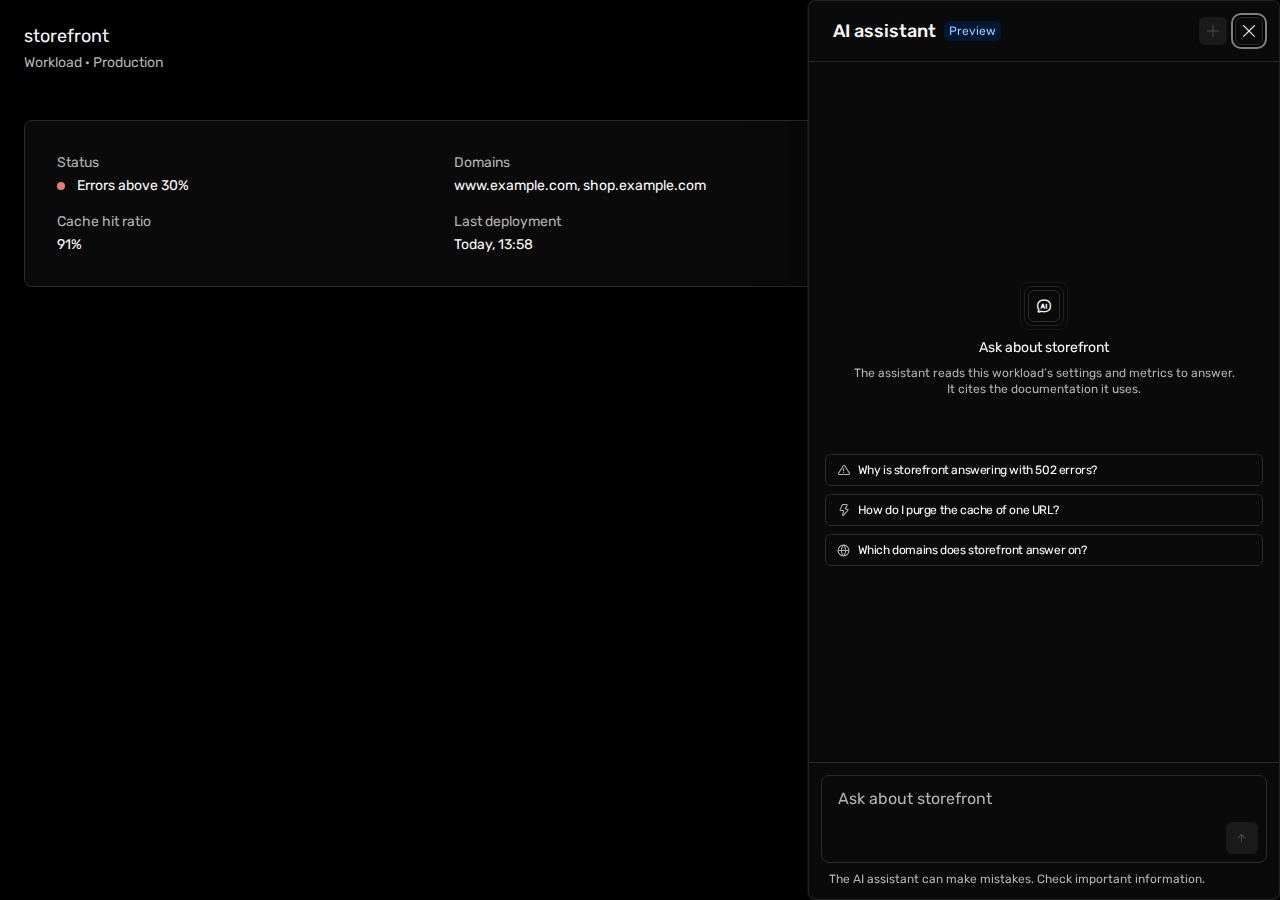 storefront
Workload • Production
Status
Errors above 30%
Domains
www.example.com, shop.example.com
Cache hit ratio
91%
Last deployment
Today, 13:58
AI assistant
Preview
AI
Ask about storefront
The assistant reads this workload's settings and metrics to answer.
It cites the documentation it uses.
Why is storefront answering with 502 errors?
How do I purge the cache of one URL?
Which domains does storefront answer on?
Ask about storefront
The AI assistant can make mistakes. Check important information.